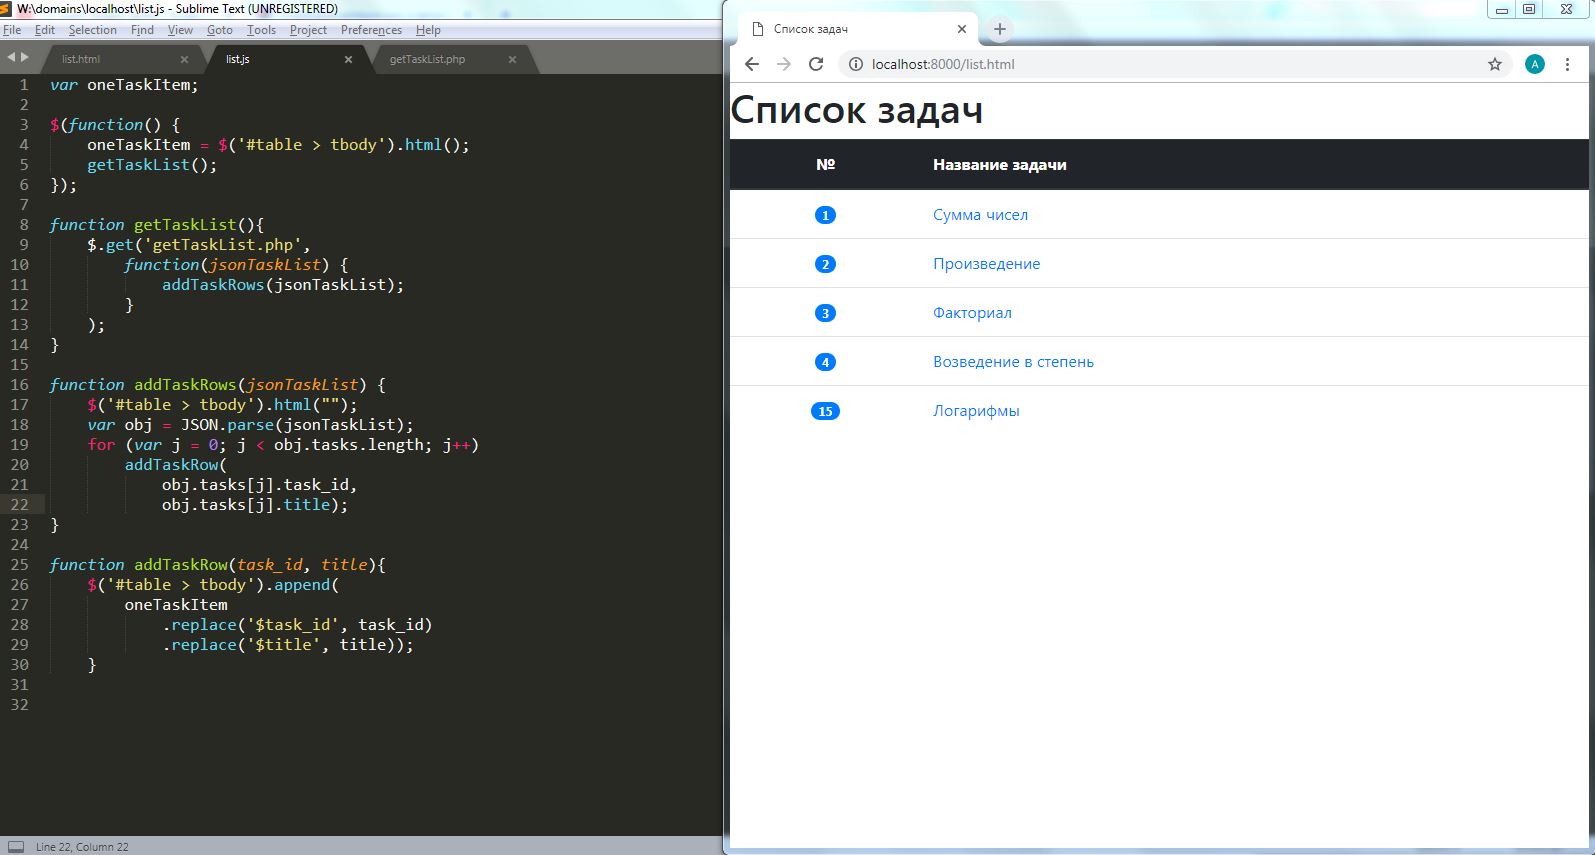 W:\domains\localhost\list.js - Sublime Text (UNREGISTERED)
File Edit Selection Find View Goto Tools Project Preferences Help
list.html list.js getTaskList.php
1 var oneTaskItem;
2
3 $(function() {
4 oneTaskItem = $('#table > tbody').html();
5 getTaskList();
6 });
7
8 function getTaskList(){
9 $.get('getTaskList.php',
10 function(jsonTaskList) {
11 addTaskRows(jsonTaskList);
12 }
13 );
14 }
15
16 function addTaskRows(jsonTaskList) {
17 $('#table > tbody').html("");
18 var obj = JSON.parse(jsonTaskList);
19 for (var j = 0; j < obj.tasks.length; j++)
20 addTaskRow(
21 obj.tasks[j].task_id,
22 obj.tasks[j].title);
23 }
24
25 function addTaskRow(task_id, title){
26 $('#table > tbody').append(
27 oneTaskItem
28 .replace('$task_id', task_id)
29 .replace('$title', title));
30 }
31
32
Line 22, Column 22
Список задач
localhost:8000/list.html
A
Список задач
№ Название задачи
1 Сумма чисел
2 Произведение
3 Факториал
4 Возведение в степень
15 Логарифмы